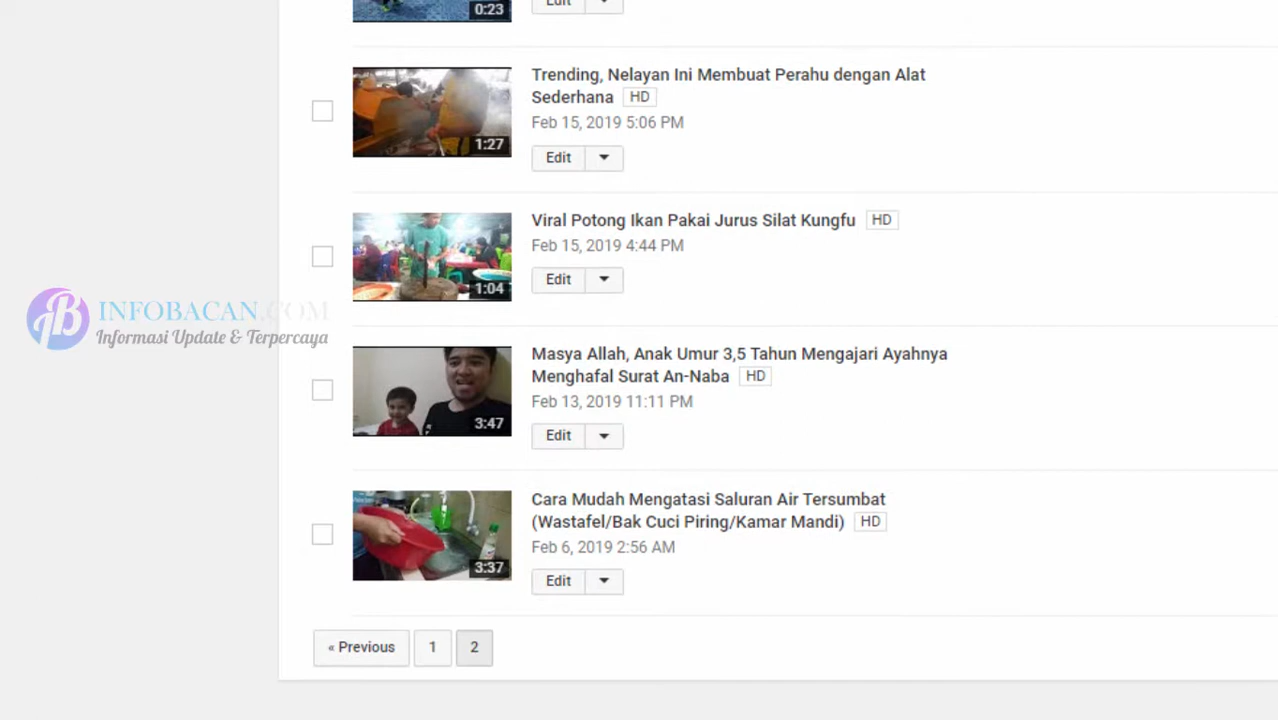 0:23
Edit
Trending, Nelayan Ini Membuat Perahu dengan Alat
Sederhana HD
Feb 15, 2019 5:06 PM
1:27
Edit
Viral Potong Ikan Pakai Jurus Silat Kungfu HD
Feb 15, 2019 4:44 PM
1:04
Edit
INFOBACAN.COM
Informasi Update & Terpercaya
Masya Allah, Anak Umur 3,5 Tahun Mengajari Ayahnya
Menghafal Surat An-Naba HD
Feb 13, 2019 11:11 PM
3:47
Edit
Cara Mudah Mengatasi Saluran Air Tersumbat
(Wastafel/Bak Cuci Piring/Kamar Mandi) HD
Feb 6, 2019 2:56 AM
3:37
Edit
« Previous 1 2